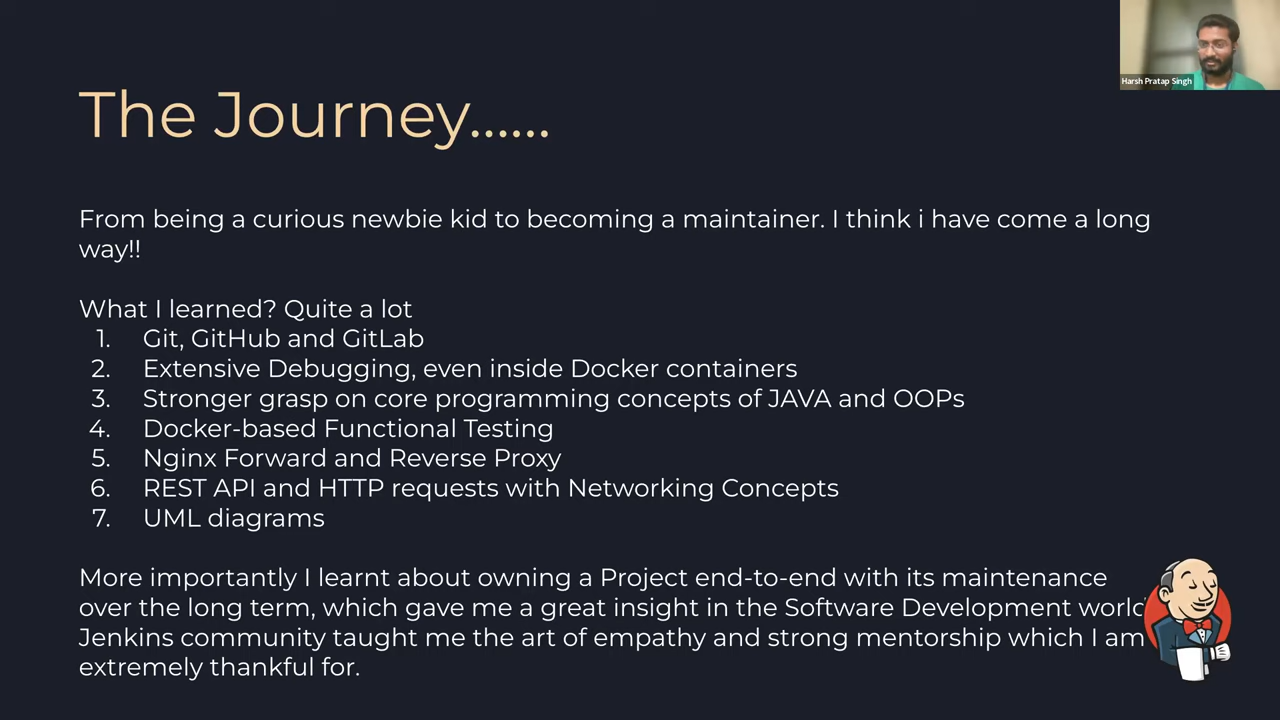 Harsh Pratap Singh
The Journey......
From being a curious newbie kid to becoming a maintainer. I think i have come a long
way!!
What I learned? Quite a lot
1. Git, GitHub and GitLab
2. Extensive Debugging, even inside Docker containers
3. Stronger grasp on core programming concepts of JAVA and OOPs
4. Docker-based Functional Testing
5. Nginx Forward and Reverse Proxy
6. REST API and HTTP requests with Networking Concepts
7. UML diagrams
More importantly I learnt about owning a Project end-to-end with its maintenance
over the long term, which gave me a great insight in the Software Development world
Jenkins community taught me the art of empathy and strong mentorship which I am
extremely thankful for.